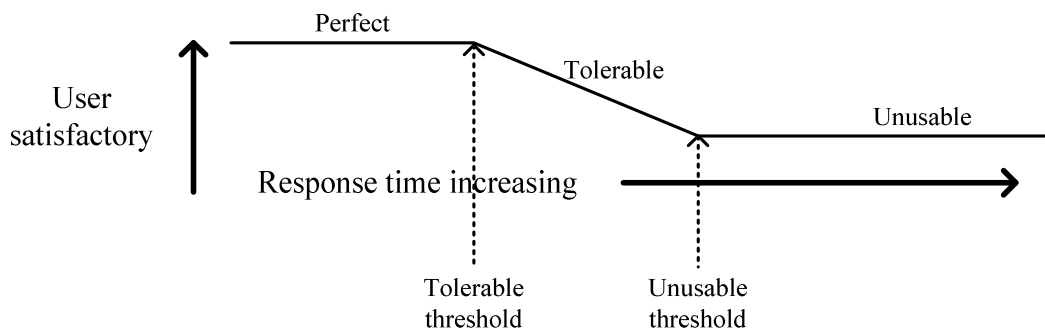 Perfect
Tolerable
Unusable
User
satisfactory
Response time increasing
Tolerable
threshold
Unusable
threshold